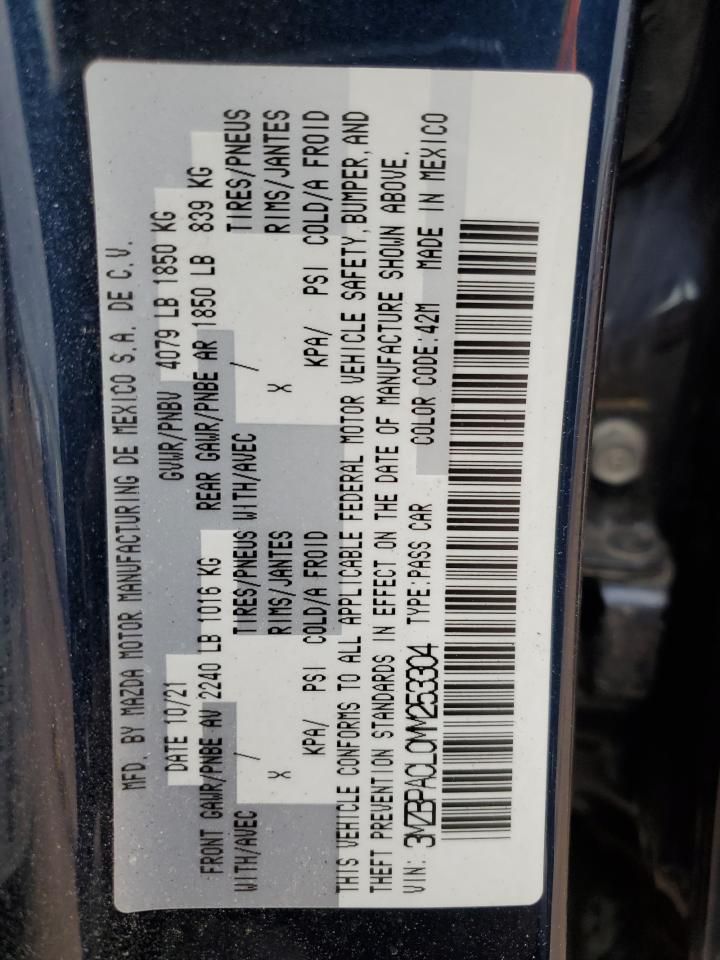 MFD. BY MAZDA MOTOR MANUFACTURING DE MEXICO S.A. DE C.V.
DATE 10/21 GVWR/PNBV 4079 LB 1850 KG
FRONT GAWR/PNBE AV 2240 LB 1016 KG REAR GAWR/PNBE AR 1850 LB 839 KG
WITH/AVEC / TIRES/PNEUS WITH/AVEC / TIRES/PNEUS
X RIMS/JANTES X RIMS/JANTES
KPA/ PSI COLD/A FROID KPA/ PSI COLD/A FROID
THIS VEHICLE CONFORMS TO ALL APPLICABLE FEDERAL MOTOR VEHICLE SAFETY, BUMPER, AND
THEFT PREVENTION STANDARDS IN EFFECT ON THE DATE OF MANUFACTURE SHOWN ABOVE.
VIN: 3MZBPACL0MM253304 TYPE:PASS CAR COLOR CODE:42M MADE IN MEXICO